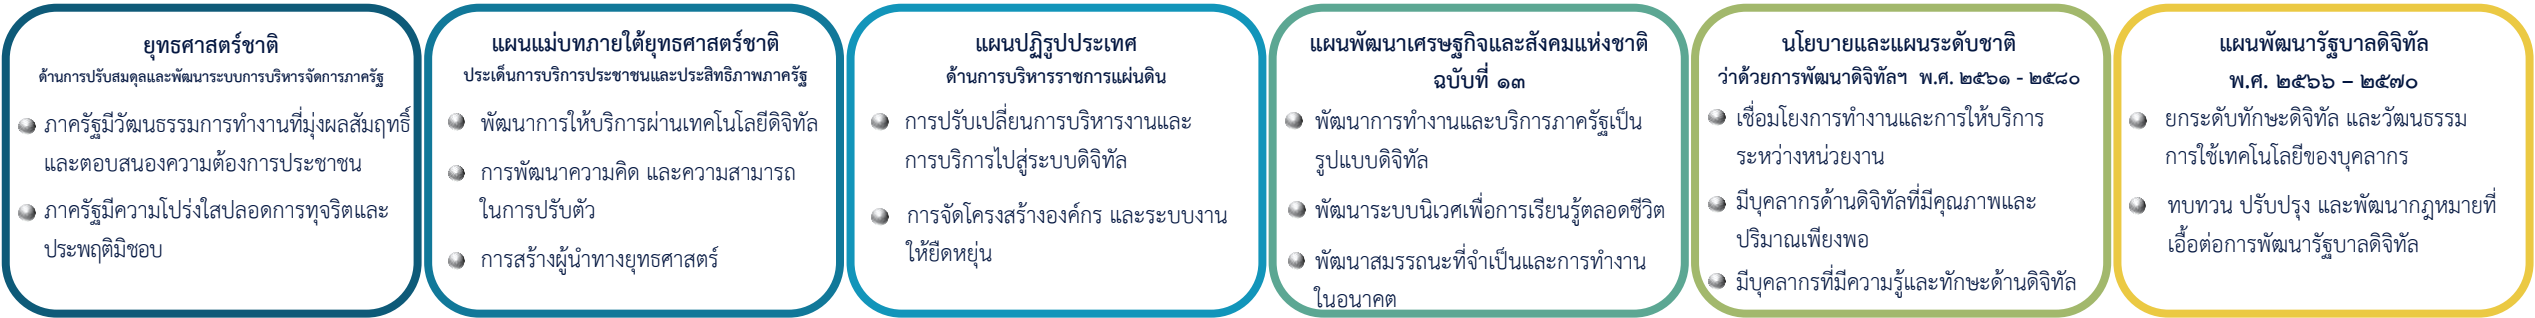 ยุทธศาสตร์ชาติ
ด้านการปรับสมดุลและพัฒนาระบบการบริหารจัดการภาครัฐ
ภาครัฐมีวัฒนธรรมการทำงานที่มุ่งผลสัมฤทธิ์
และตอบสนองความต้องการประชาชน
ภาครัฐมีความโปร่งใสปลอดการทุจริตและ
ประพฤติมิชอบ
แผนแม่บทภายใต้ยุทธศาสตร์ชาติ
ประเด็นการบริการประชาชนและประสิทธิภาพภาครัฐ
พัฒนาการให้บริการผ่านเทคโนโลยีดิจิทัล
การพัฒนาความคิด และความสามารถ
ในการปรับตัว
การสร้างผู้นำทางยุทธศาสตร์
แผนปฏิรูปประเทศ
ด้านการบริหารราชการแผ่นดิน
การปรับเปลี่ยนการบริหารงานและ
การบริการไปสู่ระบบดิจิทัล
การจัดโครงสร้างองค์กร และระบบงาน
ให้ยืดหยุ่น
แผนพัฒนาเศรษฐกิจและสังคมแห่งชาติ
ฉบับที่ ๑๓
พัฒนาการทำงานและบริการภาครัฐเป็น
รูปแบบดิจิทัล
พัฒนาระบบนิเวศเพื่อการเรียนรู้ตลอดชีวิต
พัฒนาสมรรถนะที่จำเป็นและการทำงาน
ในอนาคต
นโยบายและแผนระดับชาติ
ว่าด้วยการพัฒนาดิจิทัลฯ พ.ศ. ๒๕๖๑ - ๒๕๘๐
เชื่อมโยงการทำงานและการให้บริการ
ระหว่างหน่วยงาน
มีบุคลากรด้านดิจิทัลที่มีคุณภาพและ
ปริมาณเพียงพอ
มีบุคลากรที่มีความรู้และทักษะด้านดิจิทัล
แผนพัฒนารัฐบาลดิจิทัล
พ.ศ. ๒๕๖๖ – ๒๕๗๐
ยกระดับทักษะดิจิทัล และวัฒนธรรม
การใช้เทคโนโลยีของบุคลากร
ทบทวน ปรับปรุง และพัฒนากฎหมายที่
เอื้อต่อการพัฒนารัฐบาลดิจิทัล